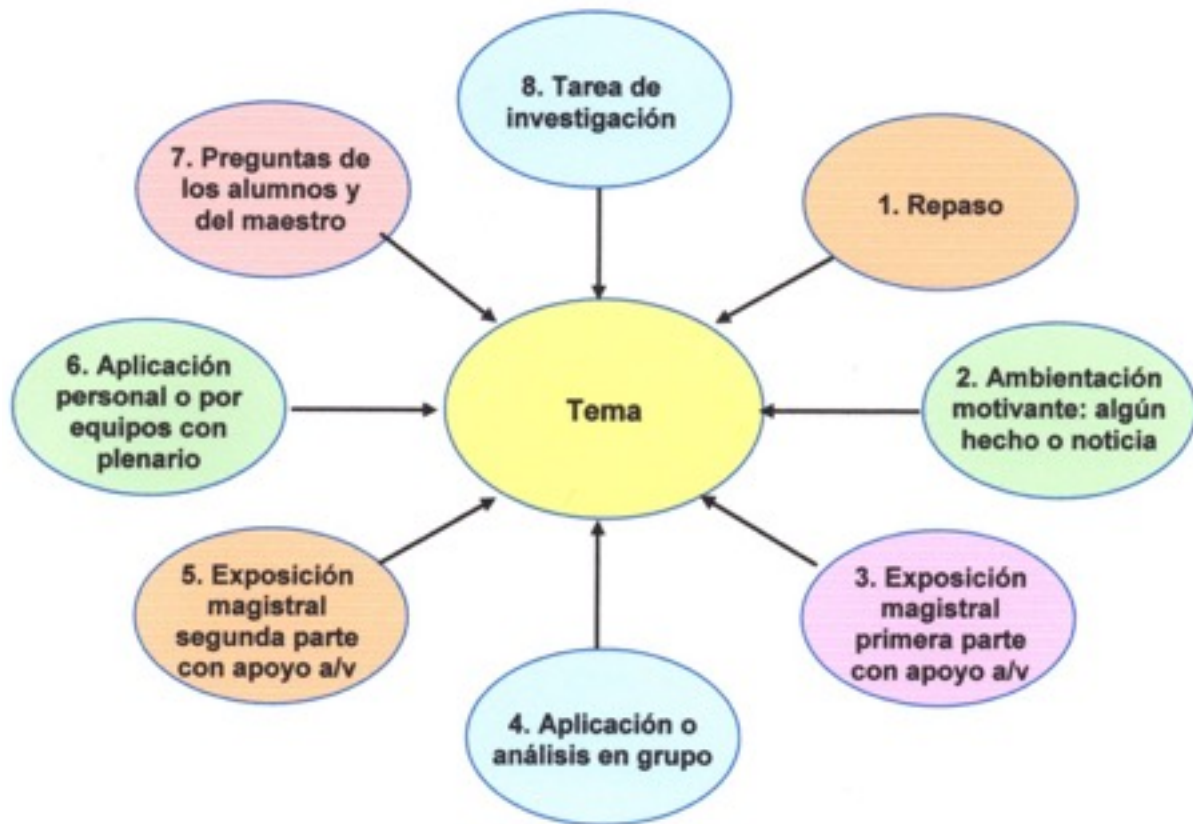 8. Tarea de
investigación
7. Preguntas de
los alumnos y
del maestro
1. Repaso
6. Aplicación
personal o por
equipos con
plenario
Tema
2. Ambientación
motivante: algún
hecho o noticia
5. Exposición
magistral
segunda parte
con apoyo a/v
3. Exposición
magistral
primera parte
con apoyo a/v
4. Aplicación o
análisis en grupo